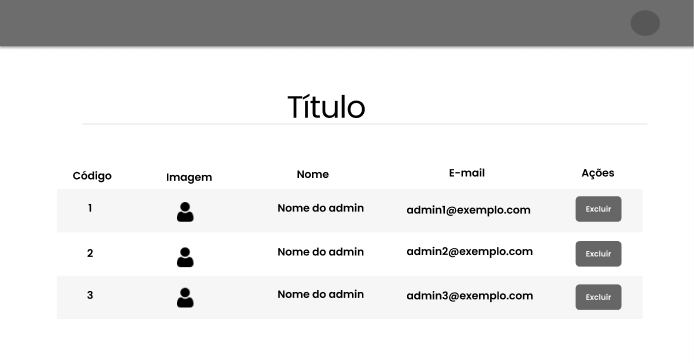 Título
Código Imagem Nome E-mail Ações
1 Nome do admin admin1@exemplo.com Excluir
2 Nome do admin admin2@exemplo.com Excluir
3 Nome do admin admin3@exemplo.com Excluir